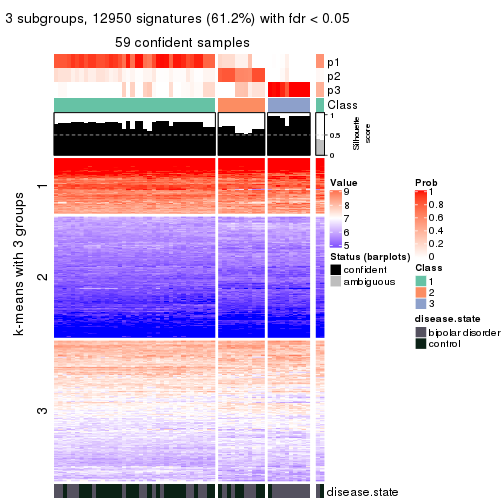 3 subgroups, 12950 signatures (61.2%) with fdr < 0.05
59 confident samples
p1
p2
p3
Class
1
0.5
0
Silhouette
score
k-means with 3 groups
1
2
3
disease.state
Value
9
8
7
6
5
Status (barplots)
confident
ambiguous
Prob
1
0.8
0.6
0.4
0.2
0
Class
1
2
3
disease.state
bipolar disorder
control